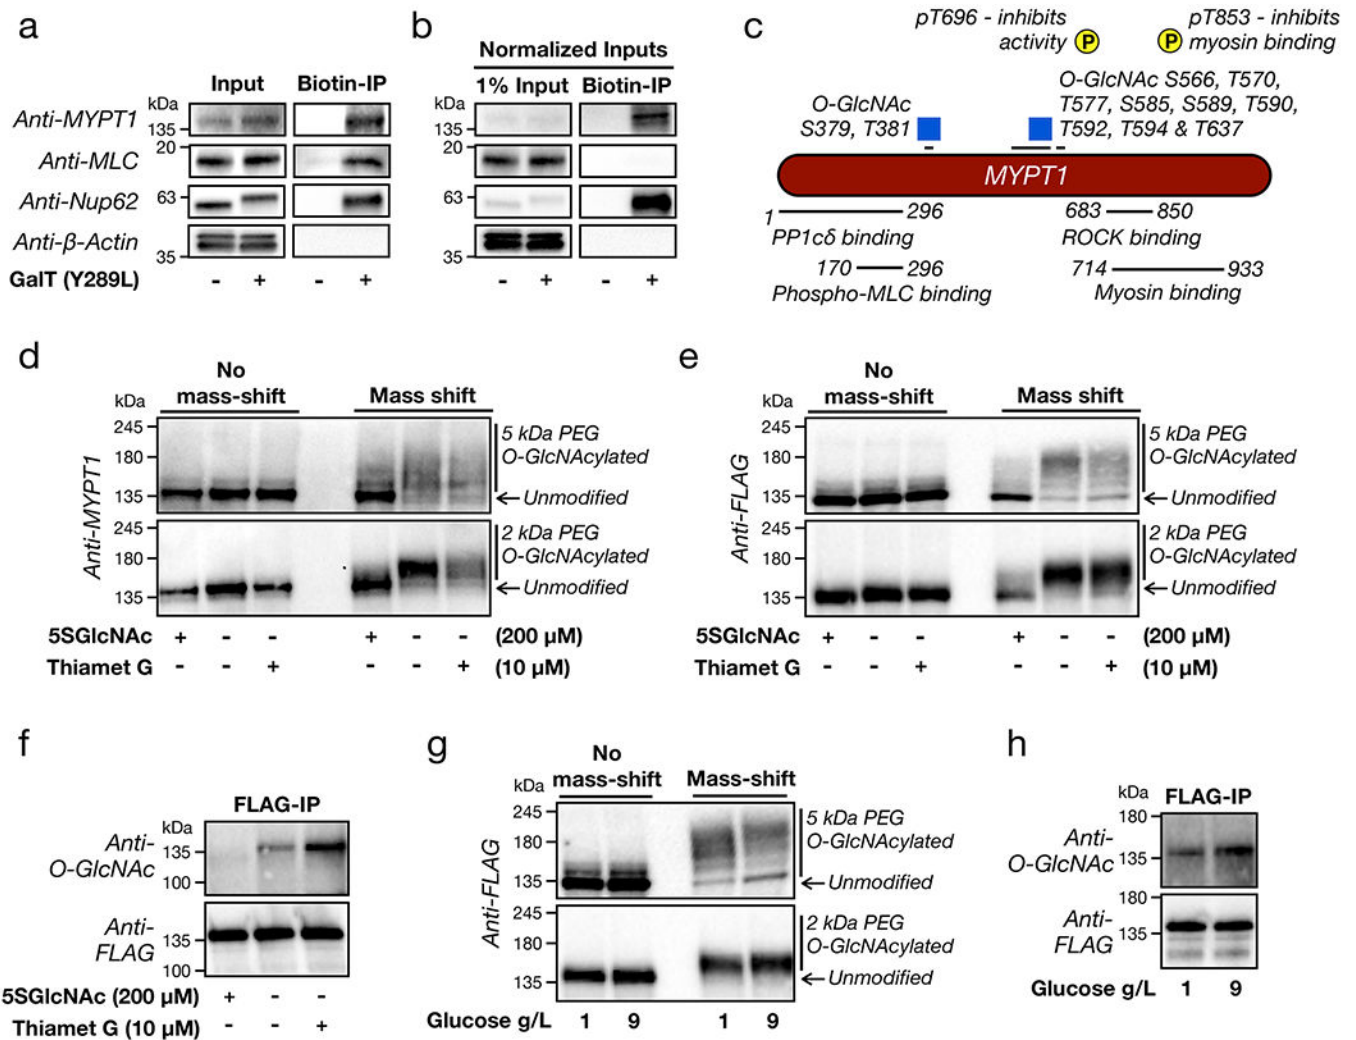 a
Input
Biotin-IP
kDa
Anti-MYPT1
135
20
Anti-MLC
63
Anti-Nup62
Anti-β-Actin
35
GalT (Y289L)
- + - +
b
Normalized Inputs
1% Input
Biotin-IP
kDa
135
20
63
35
- + - +
c
pT696 - inhibits
activity
P
pT853 - inhibits
myosin binding
P
O-GlcNAc
S379, T381
O-GlcNAc S566, T570,
T577, S585, S589, T590,
T592, T594 & T637
MYPT1
1 296
PP1cδ binding
683 850
ROCK binding
170 296
Phospho-MLC binding
714 933
Myosin binding
d
No
mass-shift
Mass shift
kDa
Anti-MYPT1
245
180
135
5 kDa PEG
O-GlcNAcylated
←Unmodified
245
180
135
2 kDa PEG
O-GlcNAcylated
←Unmodified
5SGlcNAc + - - + - - (200 µM)
Thiamet G - - + - - + (10 µM)
e
No
mass-shift
Mass shift
kDa
Anti-FLAG
245
180
135
5 kDa PEG
O-GlcNAcylated
←Unmodified
245
180
135
2 kDa PEG
O-GlcNAcylated
←Unmodified
5SGlcNAc + - - + - - (200 µM)
Thiamet G - - + - - + (10 µM)
f
FLAG-IP
kDa
Anti-
O-GlcNAc
135
100
Anti-
FLAG
135
100
5SGlcNAc (200 µM) + - -
Thiamet G (10 µM) - - +
g
No
mass-shift
Mass-shift
kDa
Anti-FLAG
245
180
135
5 kDa PEG
O-GlcNAcylated
←Unmodified
245
180
135
2 kDa PEG
O-GlcNAcylated
←Unmodified
Glucose g/L 1 9 1 9
h
kDa
FLAG-IP
180
Anti-
O-GlcNAc
135
180
Anti-
FLAG
135
Glucose g/L 1 9